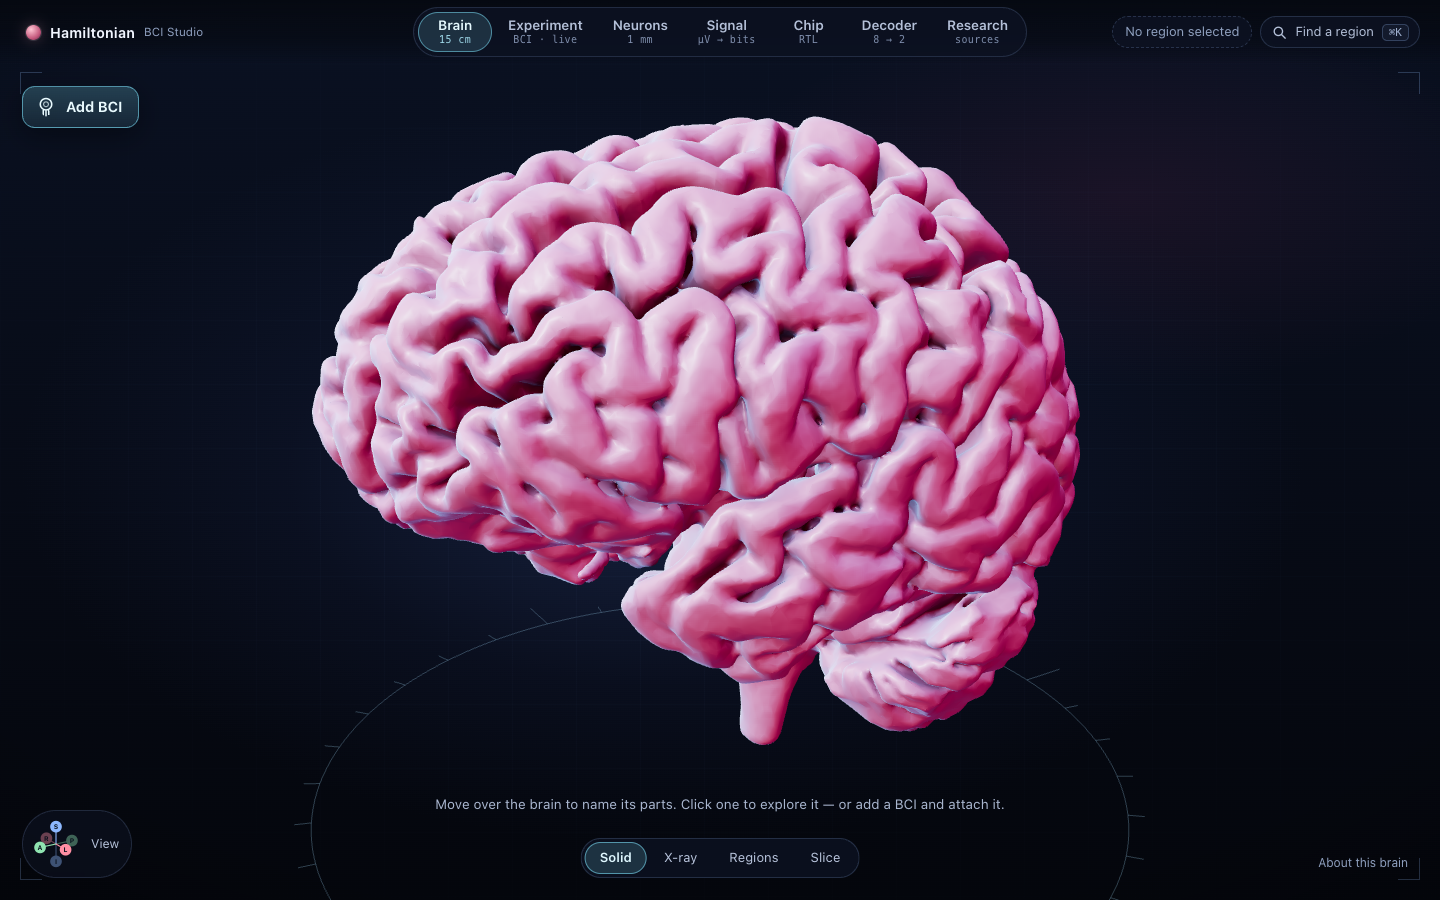 Hamiltonian BCI Studio
Brain
15 cm
Experiment
BCI · live
Neurons
1 mm
Signal
μV → bits
Chip
RTL
Decoder
8 → 2
Research
sources
No region selected
Find a region ⌘K
Add BCI
Move over the brain to name its parts. Click one to explore it — or add a BCI and attach it.
S
A
L
View
Solid
X-ray
Regions
Slice
About this brain